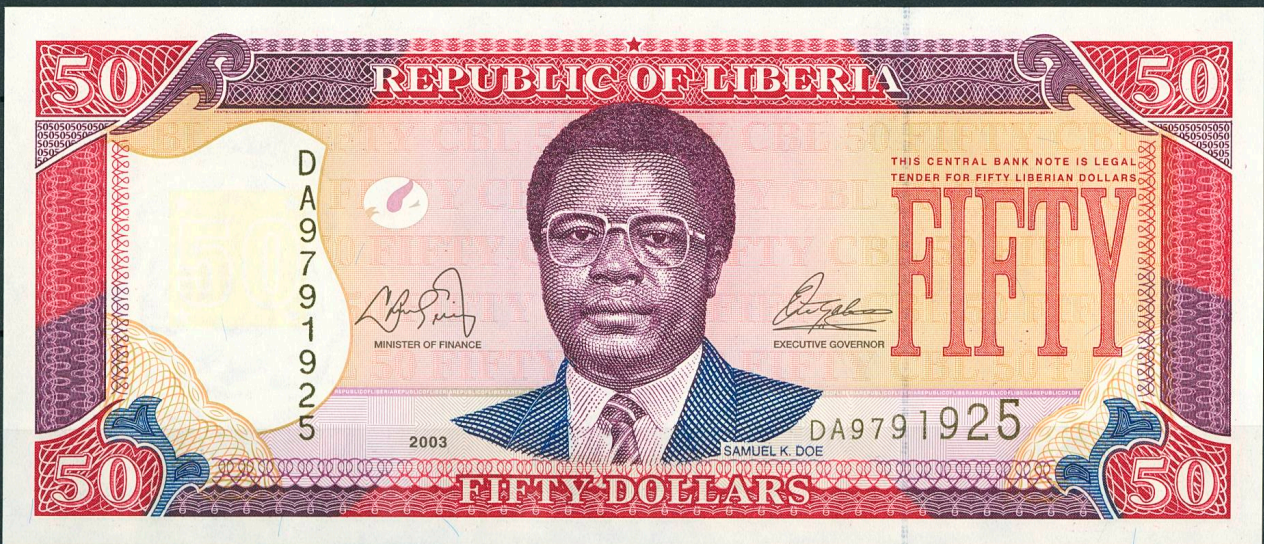 50
REPUBLIC OF LIBERIA
50
DA9791925
THIS CENTRAL BANK NOTE IS LEGAL
TENDER FOR FIFTY LIBERIAN DOLLARS
FIFTY
MINISTER OF FINANCE
EXECUTIVE GOVERNOR
2003
DA9791925
SAMUEL K. DOE
50
FIFTY DOLLARS
50